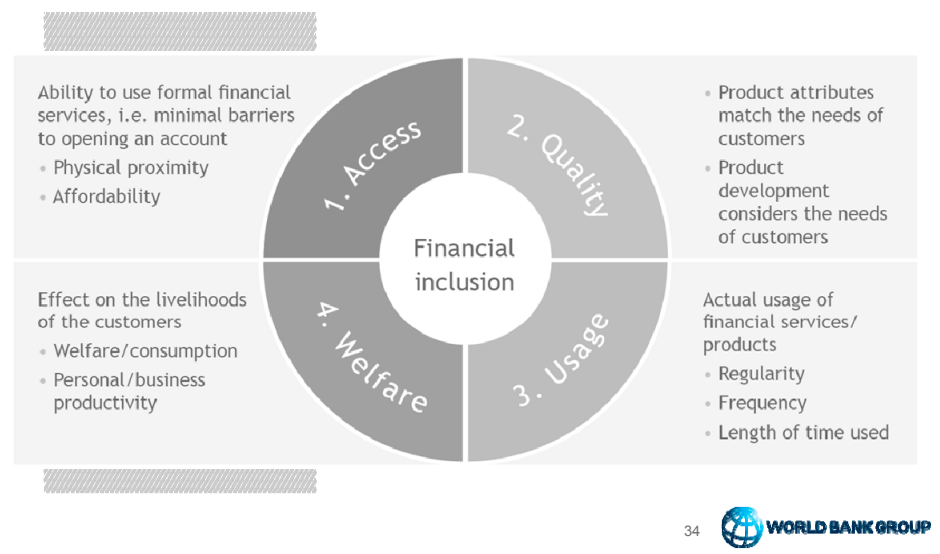 Ability to use formal financial
services, i.e. minimal barriers
to opening an account
• Physical proximity
• Affordability
1. Access
2. Quality
• Product attributes
match the needs of
customers
• Product
development
considers the needs
of customers
Financial
inclusion
Effect on the livelihoods
of the customers
• Welfare/consumption
• Personal/business
productivity
4. Welfare
3. Usage
Actual usage of
financial services/
products
• Regularity
• Frequency
• Length of time used
34
WORLD BANK GROUP